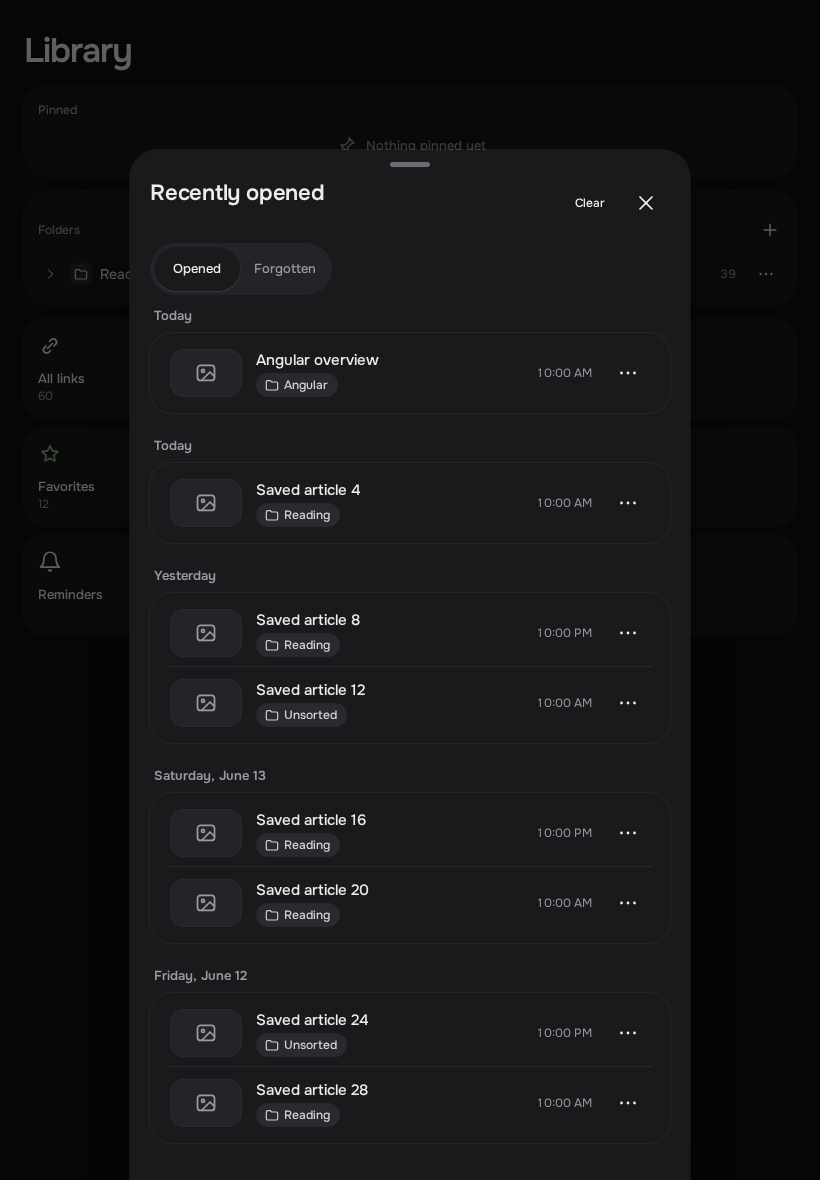 Library
Pinned
Nothing pinned yet
Recently opened
Clear
Folders
Read
39
Opened
Forgotten
Today
Angular overview
Angular
10:00 AM
All links
60
Today
Saved article 4
Reading
10:00 AM
Favorites
12
Yesterday
Saved article 8
Reading
10:00 PM
Reminders
Saved article 12
Unsorted
10:00 AM
Saturday, June 13
Saved article 16
Reading
10:00 PM
Saved article 20
Reading
10:00 AM
Friday, June 12
Saved article 24
Unsorted
10:00 PM
Saved article 28
Reading
10:00 AM